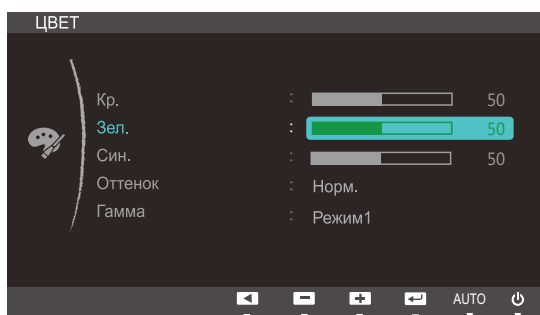 ЦВЕТ
Кр. : 50
Зел. : 50
Син. : 50
Оттенок : Норм.
Гамма : Режим1
AUTO